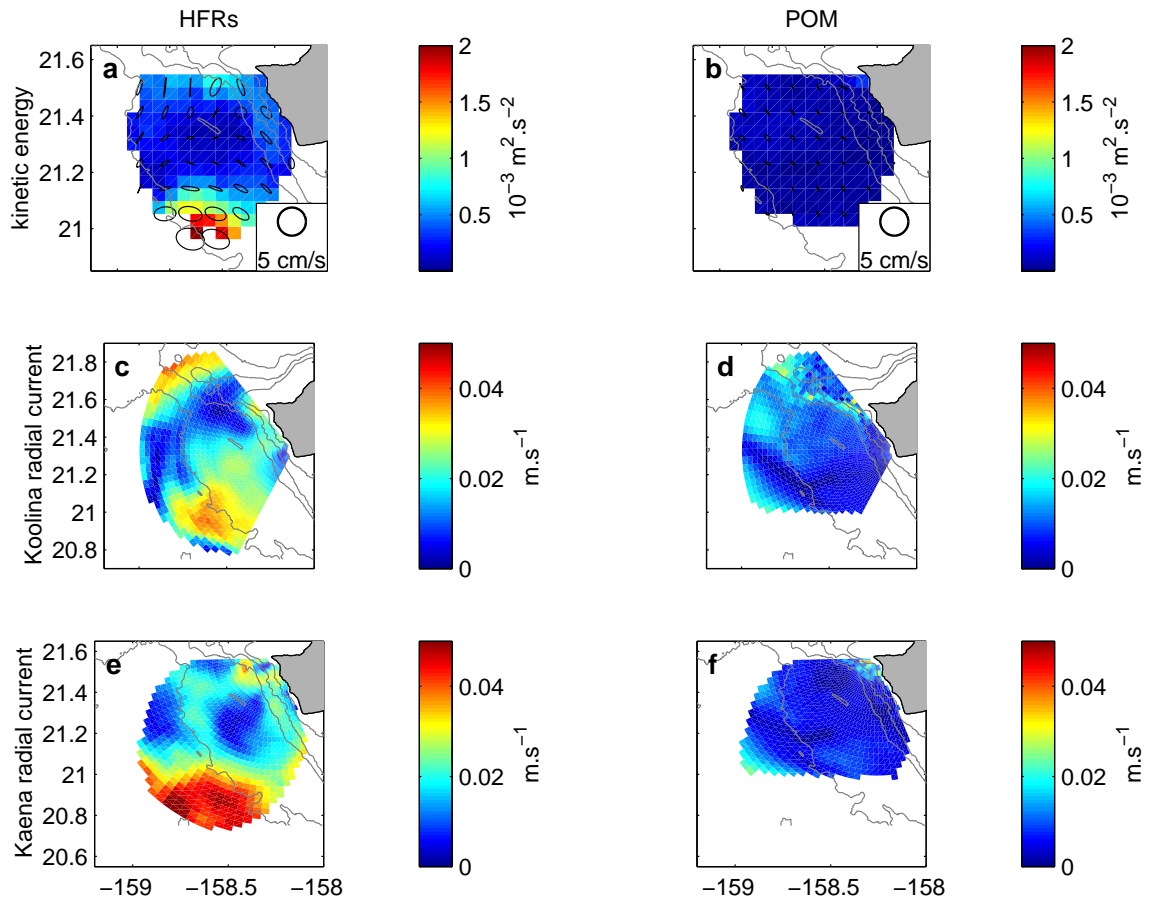 HFRs
POM
kinetic energy
21.6
21.4
21.2
21
a
5 cm/s
2
1.5
1
0.5
10⁻³ m².s⁻²
b
5 cm/s
2
1.5
1
0.5
10⁻³ m².s⁻²
Koolina radial current
21.8
21.6
21.4
21.2
21
20.8
c
0.04
0.02
0
m.s⁻¹
d
0.04
0.02
0
m.s⁻¹
Kaena radial current
21.6
21.4
21.2
21
20.8
20.6
e
0.04
0.02
0
m.s⁻¹
f
0.04
0.02
0
m.s⁻¹
−159 −158.5 −158
−159 −158.5 −158